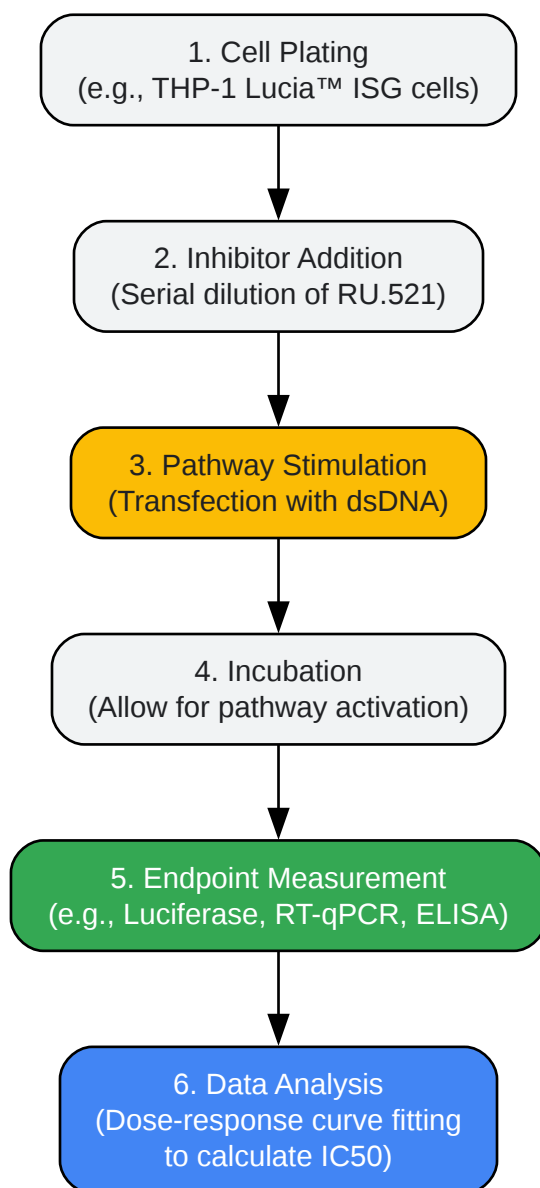 1. Cell Plating
(e.g., THP-1 Lucia™ ISG cells)
2. Inhibitor Addition
(Serial dilution of RU.521)
3. Pathway Stimulation
(Transfection with dsDNA)
4. Incubation
(Allow for pathway activation)
5. Endpoint Measurement
(e.g., Luciferase, RT-qPCR, ELISA)
6. Data Analysis
(Dose-response curve fitting
to calculate IC50)